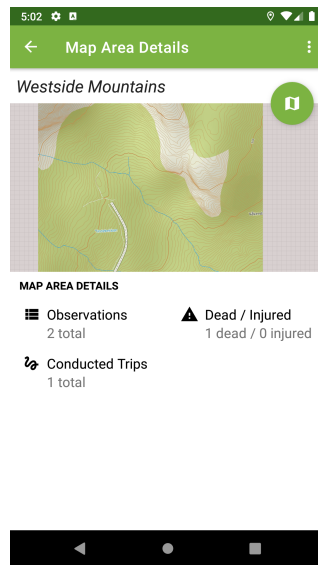 5:02
Map Area Details
Westside Mountains
MAP AREA DETAILS
Observations
2 total
Dead / Injured
1 dead / 0 injured
Conducted Trips
1 total